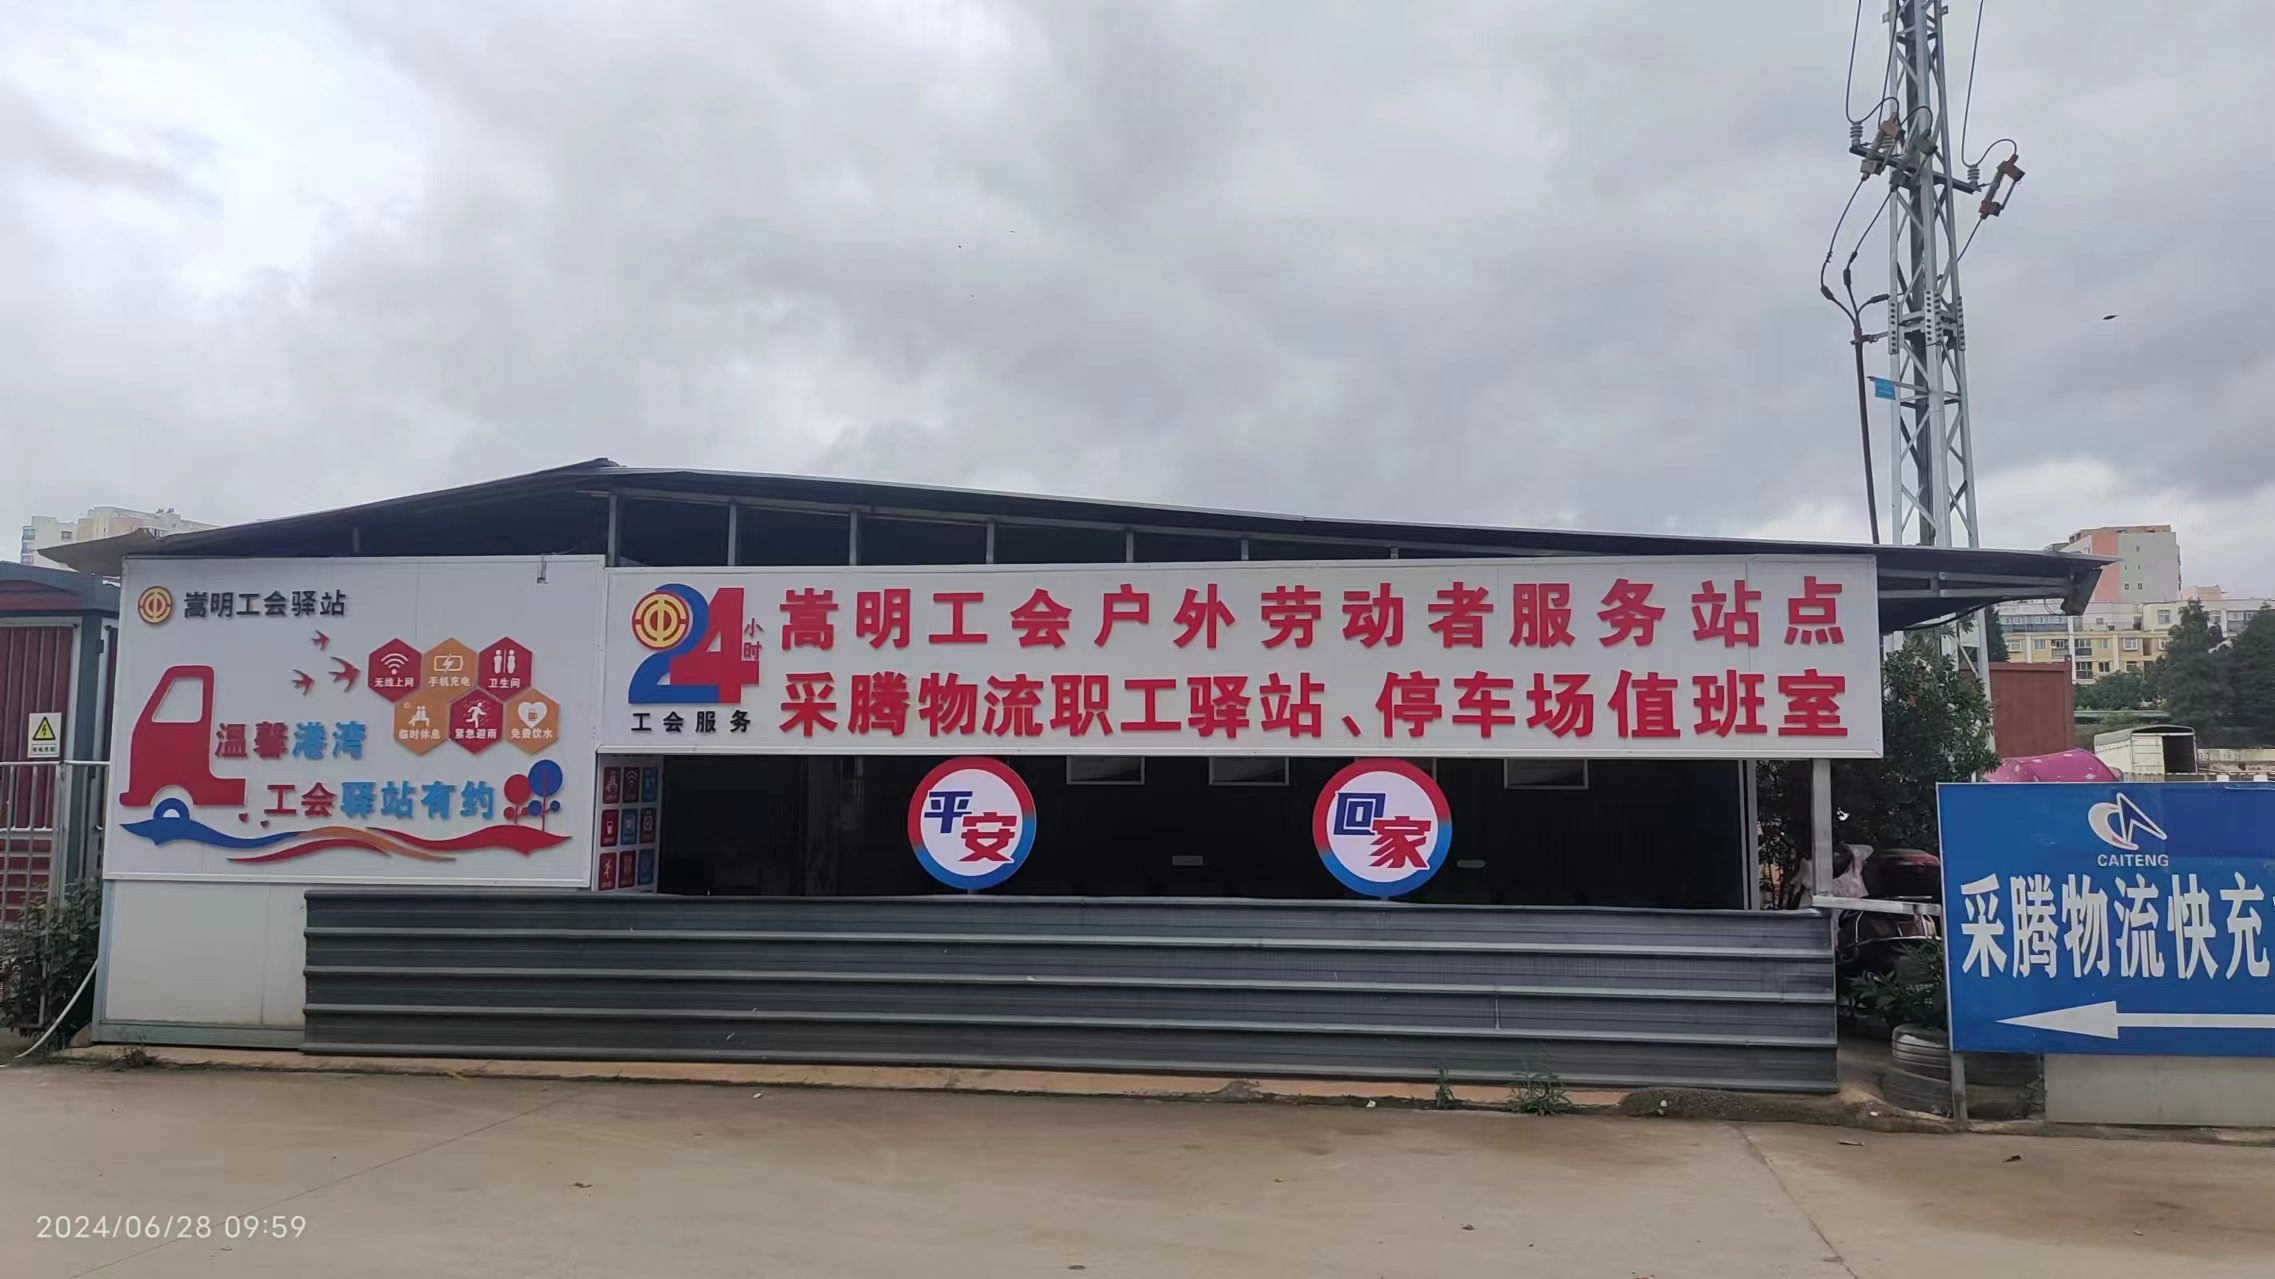 嵩明工会驿站
无线上网
手机充电
卫生间
临时休息
紧急避雨
免费饮水
温馨港湾
工会驿站有约
24
小时
工会服务
嵩明工会户外劳动者服务站点
采腾物流职工驿站、停车场值班室
平安
回家
CAITENG
采腾物流快充
2024/06/28 09:59